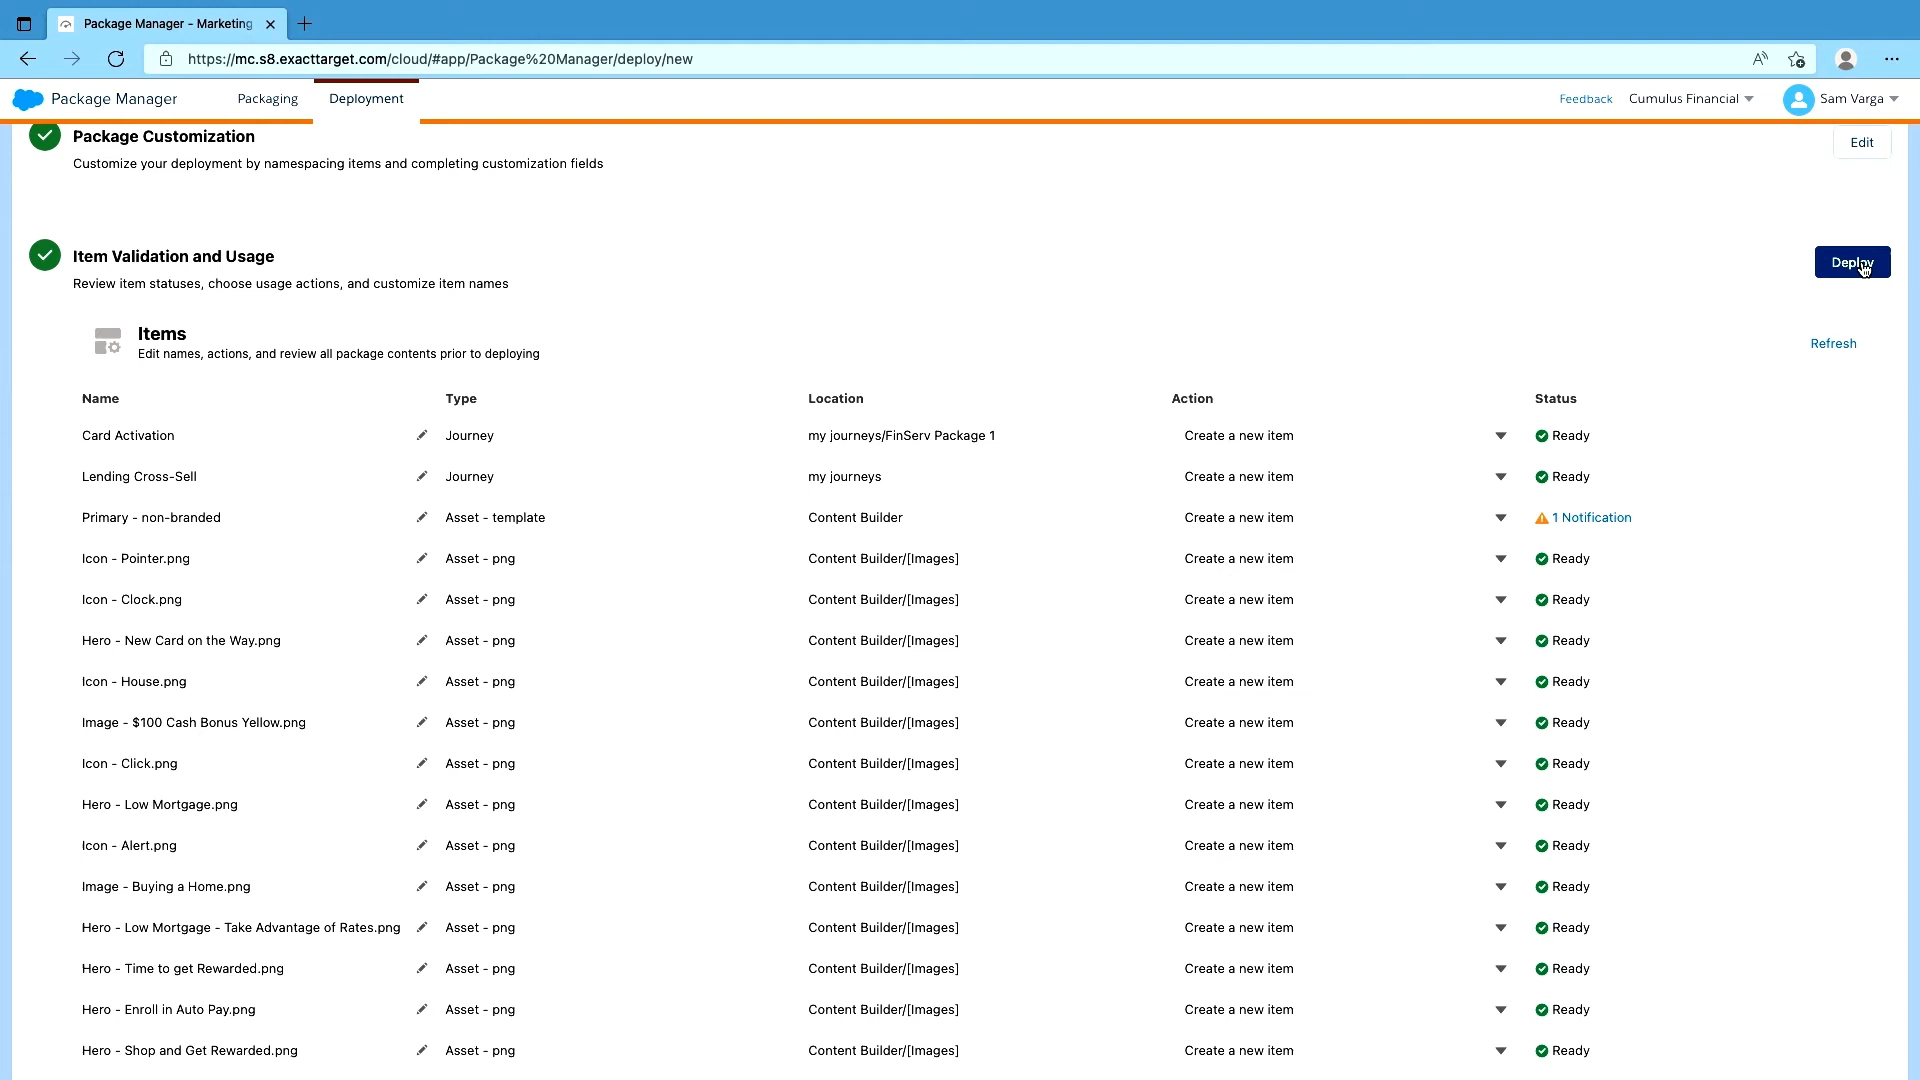 Package Manager - Marketing
https://mc.s8.exacttarget.com/cloud/#app/Package%20Manager/deploy/new
Package Manager Packaging Deployment Feedback Cumulus Financial Sam Varga
Package Customization Edit
Customize your deployment by namespacing items and completing customization fields
Item Validation and Usage Deploy
Review item statuses, choose usage actions, and customize item names
Items
Edit names, actions, and review all package contents prior to deploying Refresh
Name Type Location Action Status
Card Activation Journey my journeys/FinServ Package 1 Create a new item Ready
Lending Cross-Sell Journey my journeys Create a new item Ready
Primary - non-branded Asset - template Content Builder Create a new item 1 Notification
Icon - Pointer.png Asset - png Content Builder/[Images] Create a new item Ready
Icon - Clock.png Asset - png Content Builder/[Images] Create a new item Ready
Hero - New Card on the Way.png Asset - png Content Builder/[Images] Create a new item Ready
Icon - House.png Asset - png Content Builder/[Images] Create a new item Ready
Image - $100 Cash Bonus Yellow.png Asset - png Content Builder/[Images] Create a new item Ready
Icon - Click.png Asset - png Content Builder/[Images] Create a new item Ready
Hero - Low Mortgage.png Asset - png Content Builder/[Images] Create a new item Ready
Icon - Alert.png Asset - png Content Builder/[Images] Create a new item Ready
Image - Buying a Home.png Asset - png Content Builder/[Images] Create a new item Ready
Hero - Low Mortgage - Take Advantage of Rates.png Asset - png Content Builder/[Images] Create a new item Ready
Hero - Time to get Rewarded.png Asset - png Content Builder/[Images] Create a new item Ready
Hero - Enroll in Auto Pay.png Asset - png Content Builder/[Images] Create a new item Ready
Hero - Shop and Get Rewarded.png Asset - png Content Builder/[Images] Create a new item Ready